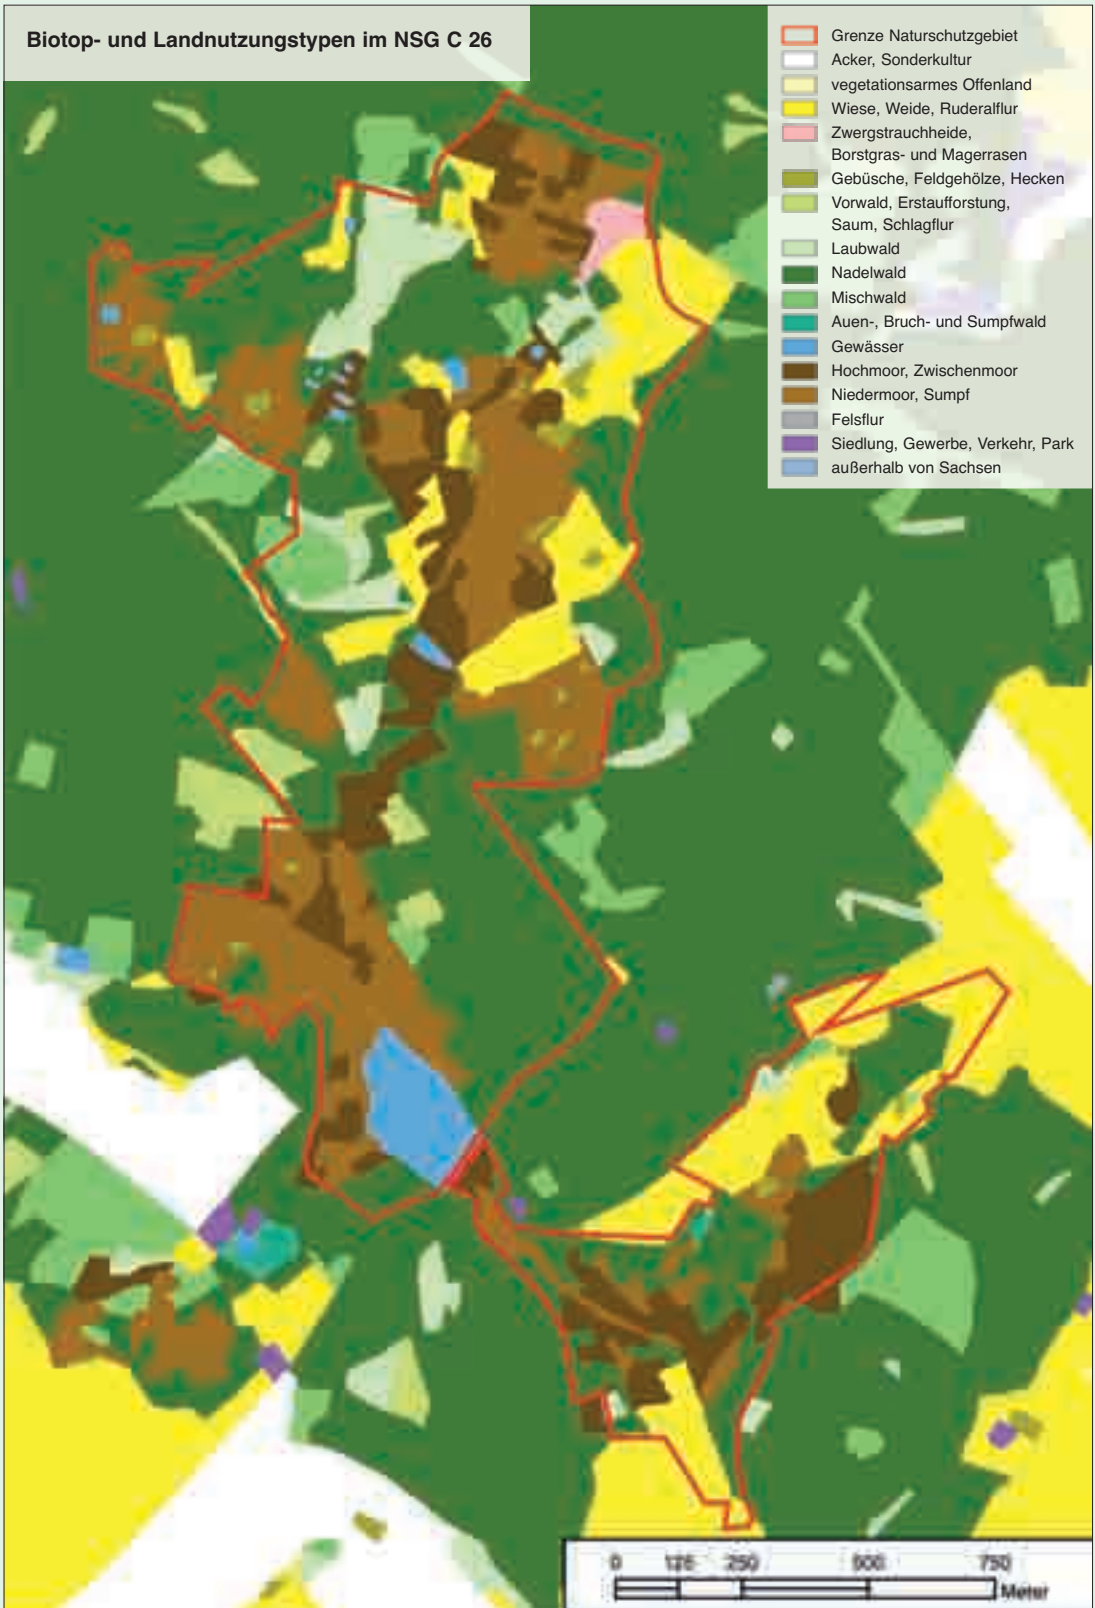 Biotop- und Landnutzungstypen im NSG C 26
Grenze Naturschutzgebiet
Acker, Sonderkultur
vegetationsarmes Offenland
Wiese, Weide, Ruderalflur
Zwergstrauchheide,
Borstgras- und Magerrasen
Gebüsche, Feldgehölze, Hecken
Vorwald, Erstaufforstung,
Saum, Schlagflur
Laubwald
Nadelwald
Mischwald
Auen-, Bruch- und Sumpfwald
Gewässer
Hochmoor, Zwischenmoor
Niedermoor, Sumpf
Felsflur
Siedlung, Gewerbe, Verkehr, Park
außerhalb von Sachsen
0 125 250 500 750
Meter